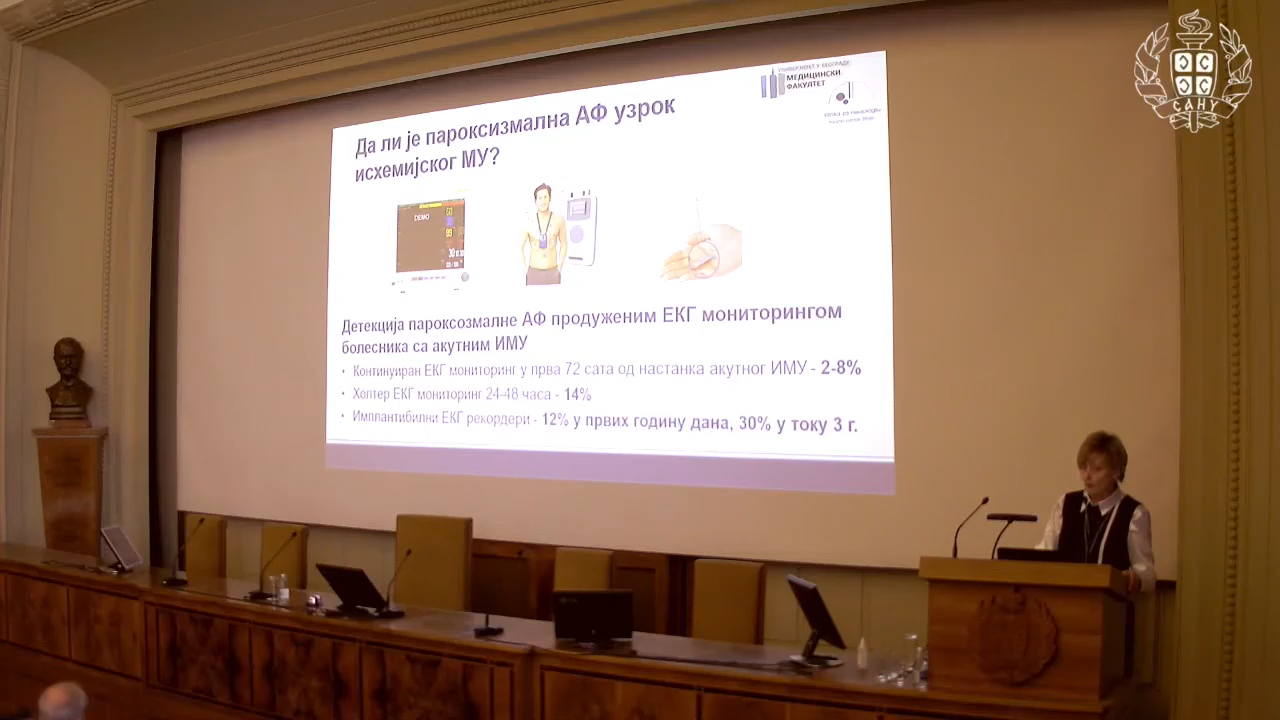 УНИВЕРЗИТЕТ У БЕОГРАДУ
МЕДИЦИНСКИ
ФАКУЛТЕТ
Да ли је пароксизмална АФ узрок
исхемијског МУ?
DEMO
Детекција пароксозмалне АФ продуженим ЕКГ мониторингом
болесника са акутним ИМУ
• Континуиран ЕКГ мониторинг у прва 72 сата од настанка акутног ИМУ - 2-8%
• Холтер ЕКГ мониторинг 24-48 часа - 14%
• Имплантибилни ЕКГ рекордери - 12% у првих годину дана, 30% у току 3 г.
САНУ